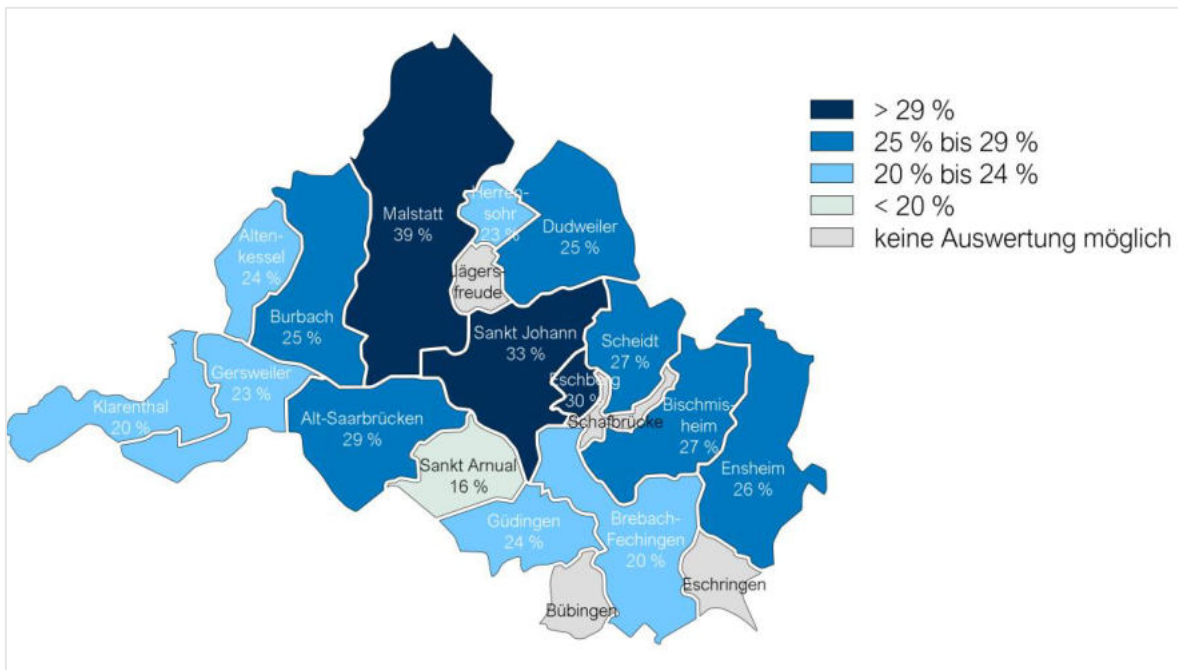 > 29 %
25 % bis 29 %
20 % bis 24 %
< 20 %
keine Auswertung möglich
Malstatt
39 %
Herren-
sohr
23 %
Dudweiler
25 %
Alten-
kessel
24 %
Jägers-
freude
Burbach
25 %
Sankt Johann
33 %
Scheidt
27 %
Gersweiler
23 %
Eschberg
30 %
Klarenthal
20 %
Alt-Saarbrücken
29 %
Schafbrücke
Bischmis-
heim
27 %
Sankt Arnual
16 %
Ensheim
26 %
Güdingen
24 %
Brebach-
Fechingen
20 %
Eschringen
Bübingen